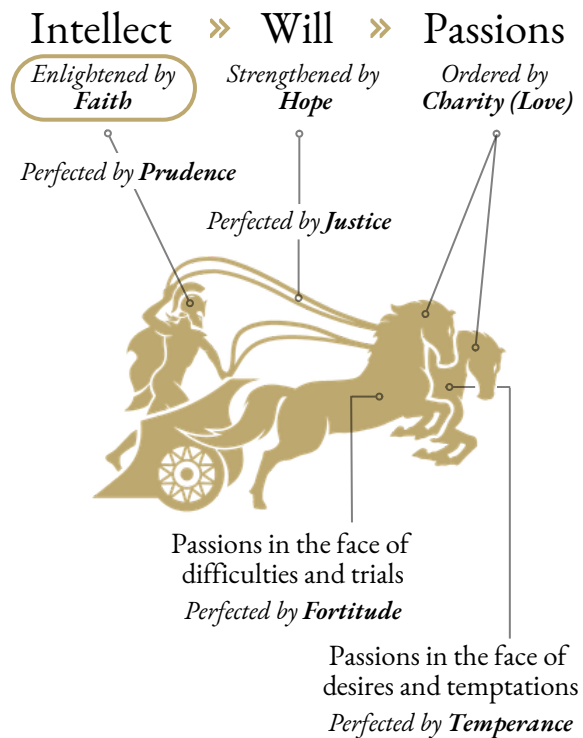 Intellect » Will » Passions
Enlightened by Faith
Strengthened by Hope
Ordered by Charity (Love)
Perfected by Prudence
Perfected by Justice
Passions in the face of
difficulties and trials
Perfected by Fortitude
Passions in the face of
desires and temptations
Perfected by Temperance